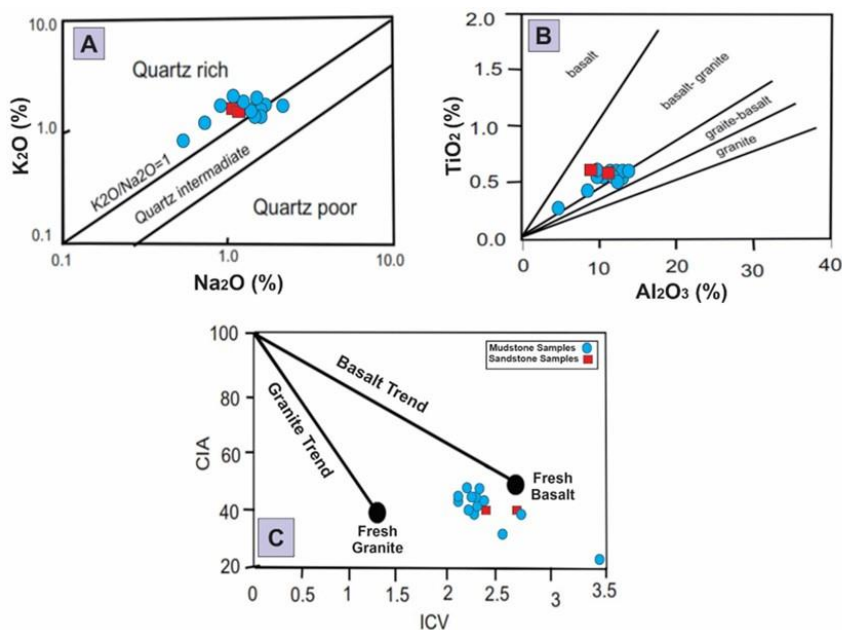 A
10.0
1.0
0.1
K2O (%)
Quartz rich
K2O/Na2O=1
Quartz intermadiate
Quartz poor
0.1
1.0
10.0
Na2O (%)
B
2.0
1.5
1.0
0.5
0.0
TiO2 (%)
basalt
basalt- granite
graite-basalt
granite
0
10
20
30
40
Al2O3 (%)
C
100
80
60
40
20
CIA
Basalt Trend
Granite Trend
Mudstone Samples
Sandstone Samples
Fresh
Basalt
Fresh
Granite
0
0.5
1
1.5
2
2.5
3
3.5
ICV